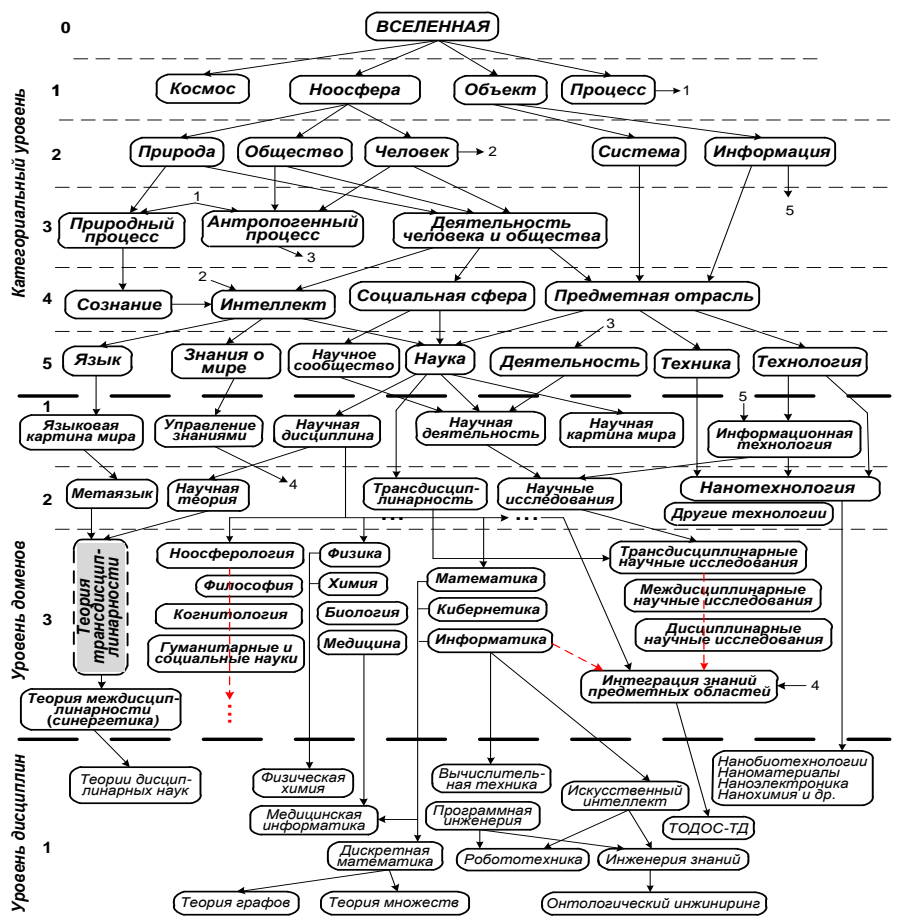 0
ВСЕЛЕННАЯ
Категориальный уровень
1
Космос
Ноосфера
Объект
Процесс
1
2
Природа
Общество
Человек
2
Система
Информация
5
3
1
Природный
процесс
Антропогенный
процесс
3
Деятельность
человека и общества
4
2
Сознание
Интеллект
Социальная сфера
Предметная отрасль
3
5
Язык
Знания о
мире
Научное
сообщество
Наука
Деятельность
Техника
Технология
Уровень доменов
1
Языковая
картина мира
Управление
знаниями
4
Научная
дисциплина
Научная
деятельность
Научная
картина мира
5
Информационная
технология
2
Метаязык
Научная
теория
Трансдисцип-
линарность
Научные
исследования
Нанотехнология
Другие технологии
...
...
3
Теория
трансдисцип-
линарности
Ноосферология
Философия
Когнитология
Гуманитарные и
социальные науки
Физика
Химия
Биология
Медицина
Математика
Кибернетика
Информатика
Трансдисциплинарные
научные исследования
Междисциплинарные
научные исследования
Дисциплинарные
научные исследования
Интеграция знаний
предметных областей
4
Теория междисцип-
линарности
(синергетика)
Уровень дисциплин
1
Теории дисцип-
линарных наук
Физическая
химия
Медицинская
информатика
Дискретная
математика
Теория графов
Теория множеств
Вычислитель-
ная техника
Программная
инженерия
Искусственный
интеллект
Робототехника
Инженерия знаний
Онтологический инжиниринг
ТОДОС-ТД
Нанобиотехнологии
Наноматериалы
Наноэлектроника
Нанохимия и др.